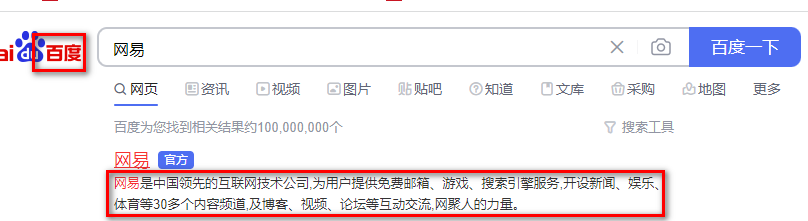 ai du 百度 网易 百度一下
网页 资讯 视频 图片 贴吧 知道 文库 采购 地图 更多
百度为您找到相关结果约100,000,000个 搜索工具
网易 官方
网易是中国领先的互联网技术公司,为用户提供免费邮箱、游戏、搜索引擎服务,开设新闻、娱乐、
体育等30多个内容频道,及博客、视频、论坛等互动交流,网聚人的力量。